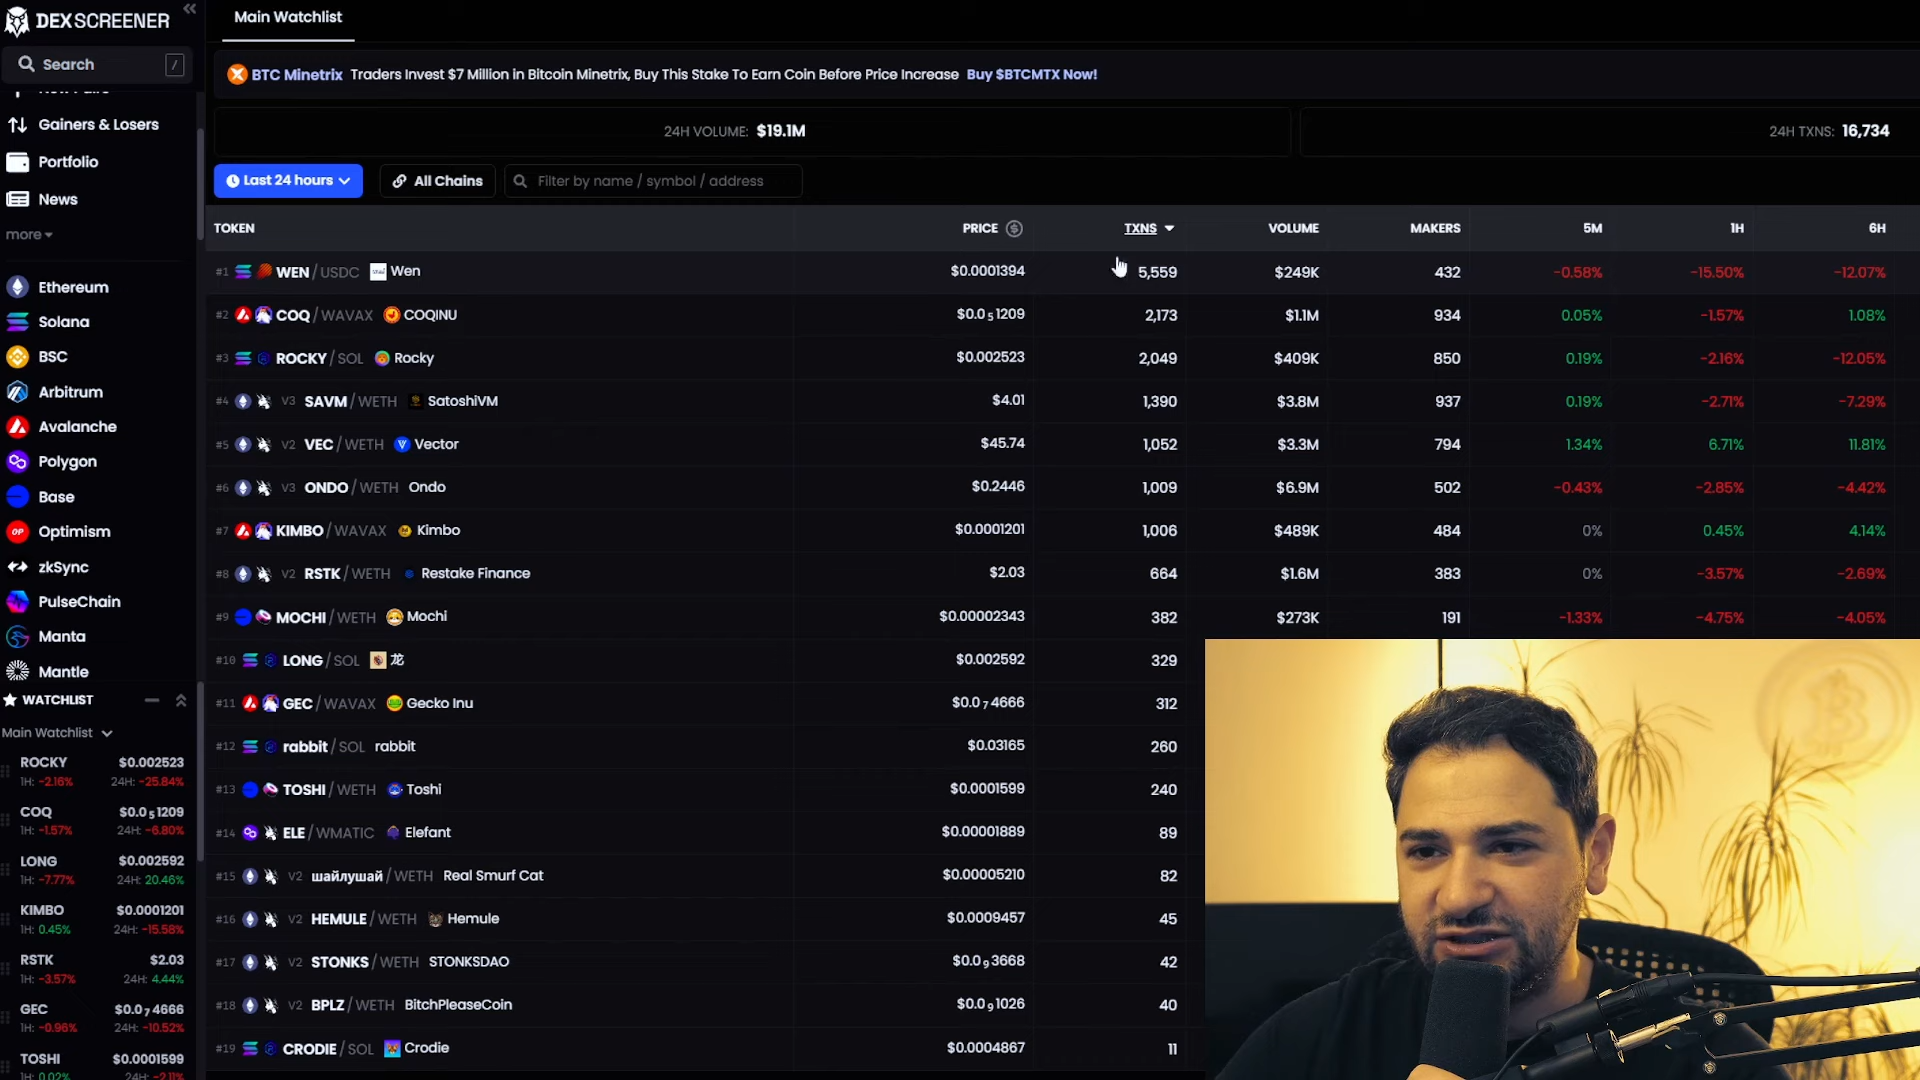 DEXSCREENER
Search /
Gainers & Losers
Portfolio
News
more
Ethereum
Solana
BSC
Arbitrum
Avalanche
Polygon
Base
Optimism
zkSync
PulseChain
Manta
Mantle
WATCHLIST
Main Watchlist
ROCKY $0.002523
1H: -2.16% 24H: -25.84%
COQ $0.0₅1209
1H: -1.57% 24H: -6.80%
LONG $0.002592
1H: -7.77% 24H: 20.46%
KIMBO $0.0001201
1H: 0.45% 24H: -15.58%
RSTK $2.03
1H: -3.57% 24H: 4.44%
GEC $0.0₇4666
1H: -0.96% 24H: -10.52%
TOSHI $0.0001599
1H: 0.02% 24H: -2.11%
Main Watchlist
BTC Minetrix Traders Invest $7 Million in Bitcoin Minetrix, Buy This Stake To Earn Coin Before Price Increase Buy $BTCMTX Now!
24H VOLUME: $19.1M 24H TXNS: 16,734
Last 24 hours All Chains Filter by name / symbol / address
TOKEN PRICE TXNS VOLUME MAKERS 5M 1H 6H
#1 WEN / USDC Wen $0.0001394 5,559 $249K 432 -0.58% -15.50% -12.07%
#2 COQ / WAVAX COQINU $0.0₅1209 2,173 $1.1M 934 0.05% -1.57% 1.08%
#3 ROCKY / SOL Rocky $0.002523 2,049 $409K 850 0.19% -2.16% -12.05%
#4 V3 SAVM / WETH SatoshiVM $4.01 1,390 $3.8M 937 0.19% -2.71% -7.29%
#5 V2 VEC / WETH Vector $45.74 1,052 $3.3M 794 1.34% 6.71% 11.81%
#6 V3 ONDO / WETH Ondo $0.2446 1,009 $6.9M 502 -0.43% -2.85% -4.42%
#7 KIMBO / WAVAX Kimbo $0.0001201 1,006 $489K 484 0% 0.45% 4.14%
#8 V2 RSTK / WETH Restake Finance $2.03 664 $1.6M 383 0% -3.57% -2.69%
#9 MOCHI / WETH Mochi $0.00002343 382 $273K 191 -1.33% -4.75% -4.05%
#10 LONG / SOL 龙 $0.002592 329
#11 GEC / WAVAX Gecko Inu $0.0₇4666 312
#12 rabbit / SOL rabbit $0.03165 260
#13 TOSHI / WETH Toshi $0.0001599 240
#14 ELE / WMATIC Elefant $0.00001889 89
#15 V2 шайлушай / WETH Real Smurf Cat $0.00005210 82
#16 V2 HEMULE / WETH Hemule $0.0009457 45
#17 V2 STONKS / WETH STONKSDAO $0.0₉3668 42
#18 V2 BPLZ / WETH BitchPleaseCoin $0.0₉1026 40
#19 CRODIE / SOL Crodie $0.0004867 11